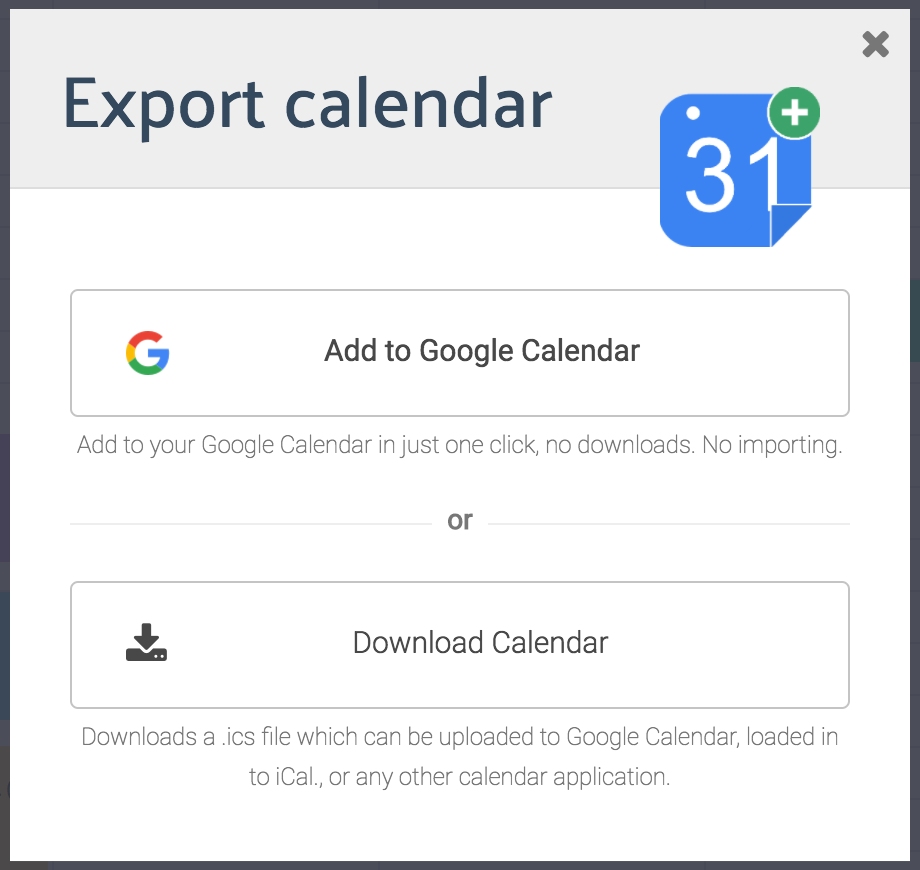 Export calendar
31
Add to Google Calendar
Add to your Google Calendar in just one click, no downloads. No importing.
or
Download Calendar
Downloads a .ics file which can be uploaded to Google Calendar, loaded in
to iCal., or any other calendar application.